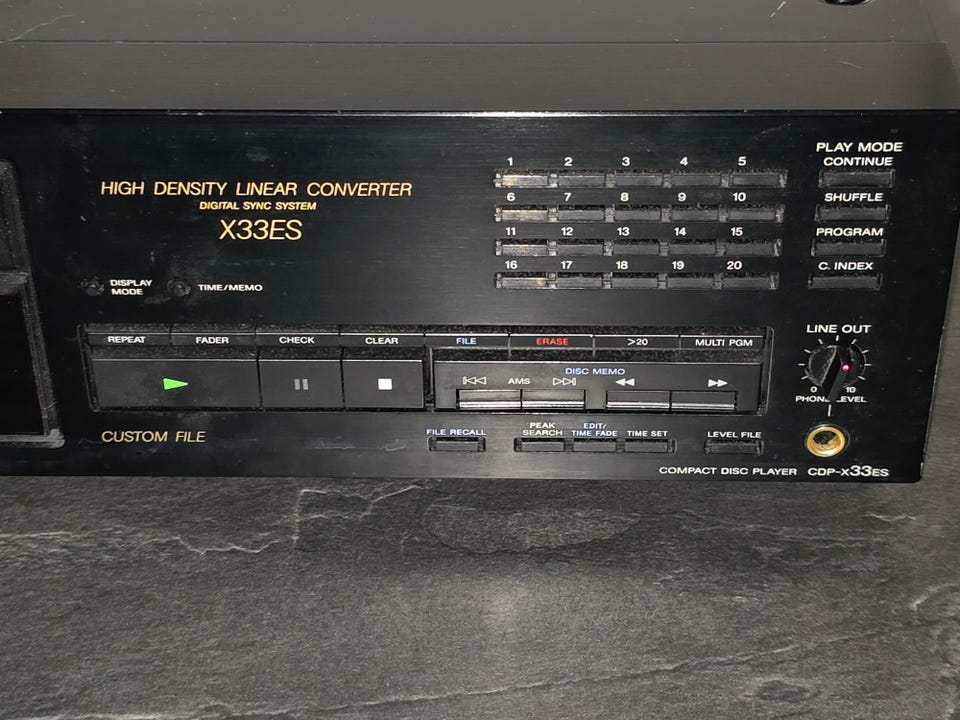 HIGH DENSITY LINEAR CONVERTER
DIGITAL SYNC SYSTEM
X33ES
DISPLAY MODE
TIME/MEMO
1 2 3 4 5
6 7 8 9 10
11 12 13 14 15
16 17 18 19 20
PLAY MODE
CONTINUE
SHUFFLE
PROGRAM
C. INDEX
REPEAT FADER CHECK CLEAR FILE ERASE >20 MULTI PGM
DISC MEMO
AMS
LINE OUT
0 10
PHONE LEVEL
CUSTOM FILE
FILE RECALL
PEAK SEARCH
EDIT/
TIME FADE
TIME SET
LEVEL FILE
COMPACT DISC PLAYER CDP-X33ES